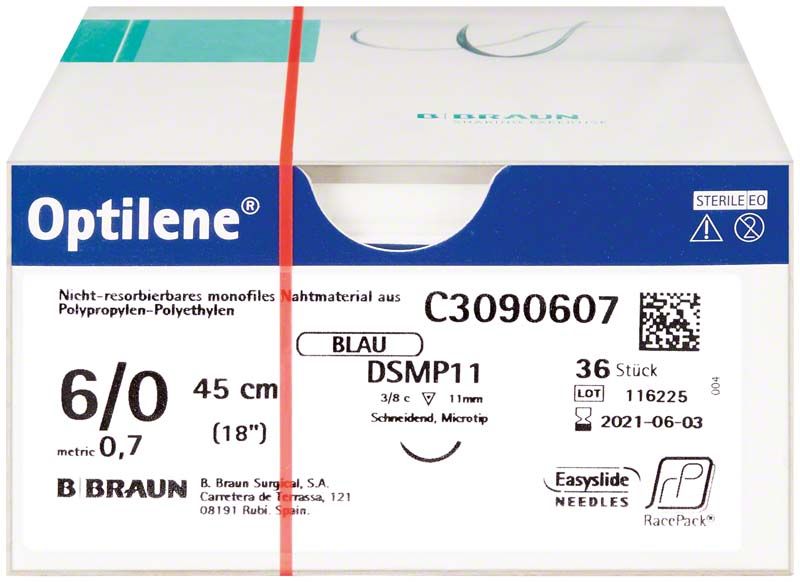 B BRAUN
SHARING EXPERTISE
Optilene®
STERILE EO
2
Nicht-resorbierbares monofiles Nahtmaterial aus
Polypropylen-Polyethylen
C3090607
BLAU
6/0
45 cm
(18")
metric 0,7
DSMP11
3/8 c 11mm
Schneidend, Microtip
36 Stück
LOT 116225
2021-06-03
004
B BRAUN
B. Braun Surgical, S.A.
Carretera de Terrassa, 121
08191 Rubi. Spain.
Easyslide
NEEDLES
RacePack®